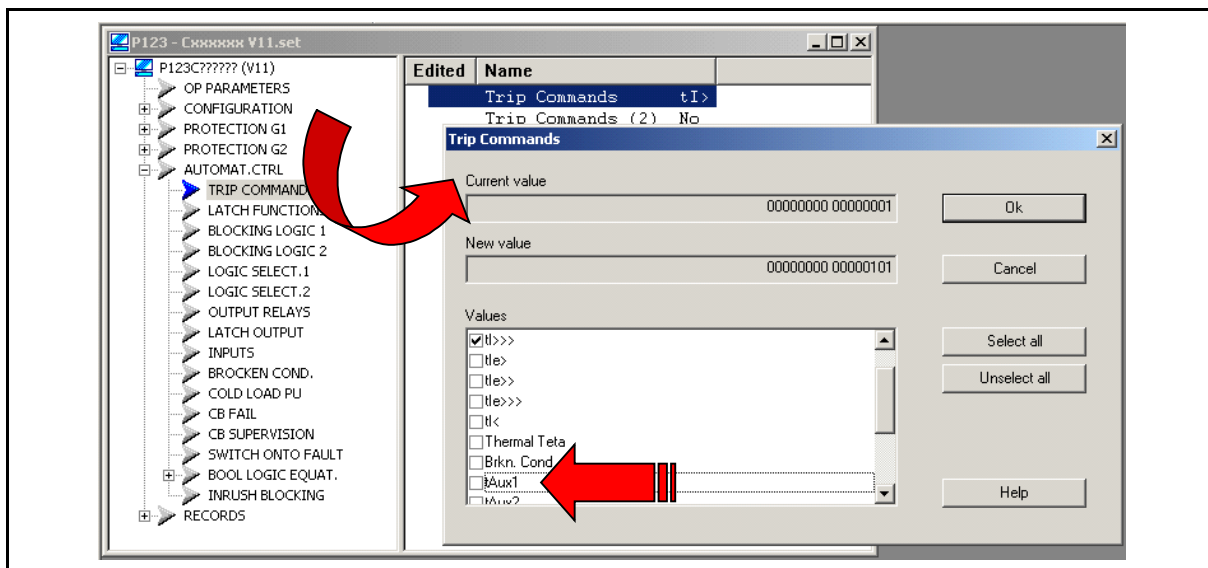 P123 - Cxxxxxx V11.set
P123C?????? (V11)
OP PARAMETERS
CONFIGURATION
PROTECTION G1
PROTECTION G2
AUTOMAT.CTRL
TRIP COMMAND
LATCH FUNCTION
BLOCKING LOGIC 1
BLOCKING LOGIC 2
LOGIC SELECT.1
LOGIC SELECT.2
OUTPUT RELAYS
LATCH OUTPUT
INPUTS
BROCKEN COND.
COLD LOAD PU
CB FAIL
CB SUPERVISION
SWITCH ONTO FAULT
BOOL LOGIC EQUAT.
INRUSH BLOCKING
RECORDS
Edited Name
Trip Commands tI>
Trip Commands (2) No
Trip Commands
Current value
00000000 00000001
New value
00000000 00000101
Values
tI>>>
tIe>
tIe>>
tIe>>>
tI<
Thermal Teta
Brkn. Cond
tAux1
tAux2
Ok
Cancel
Select all
Unselect all
Help